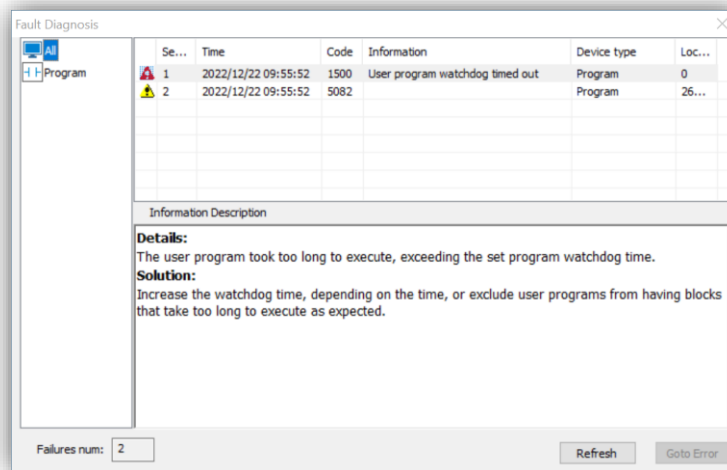 Fault Diagnosis
All
Program
Se... Time Code Information Device type Loc...
1 2022/12/22 09:55:52 1500 User program watchdog timed out Program 0
2 2022/12/22 09:55:52 5082 Program 26...
Information Description
Details:
The user program took too long to execute, exceeding the set program watchdog time.
Solution:
Increase the watchdog time, depending on the time, or exclude user programs from having blocks
that take too long to execute as expected.
Failures num: 2
Refresh Goto Error